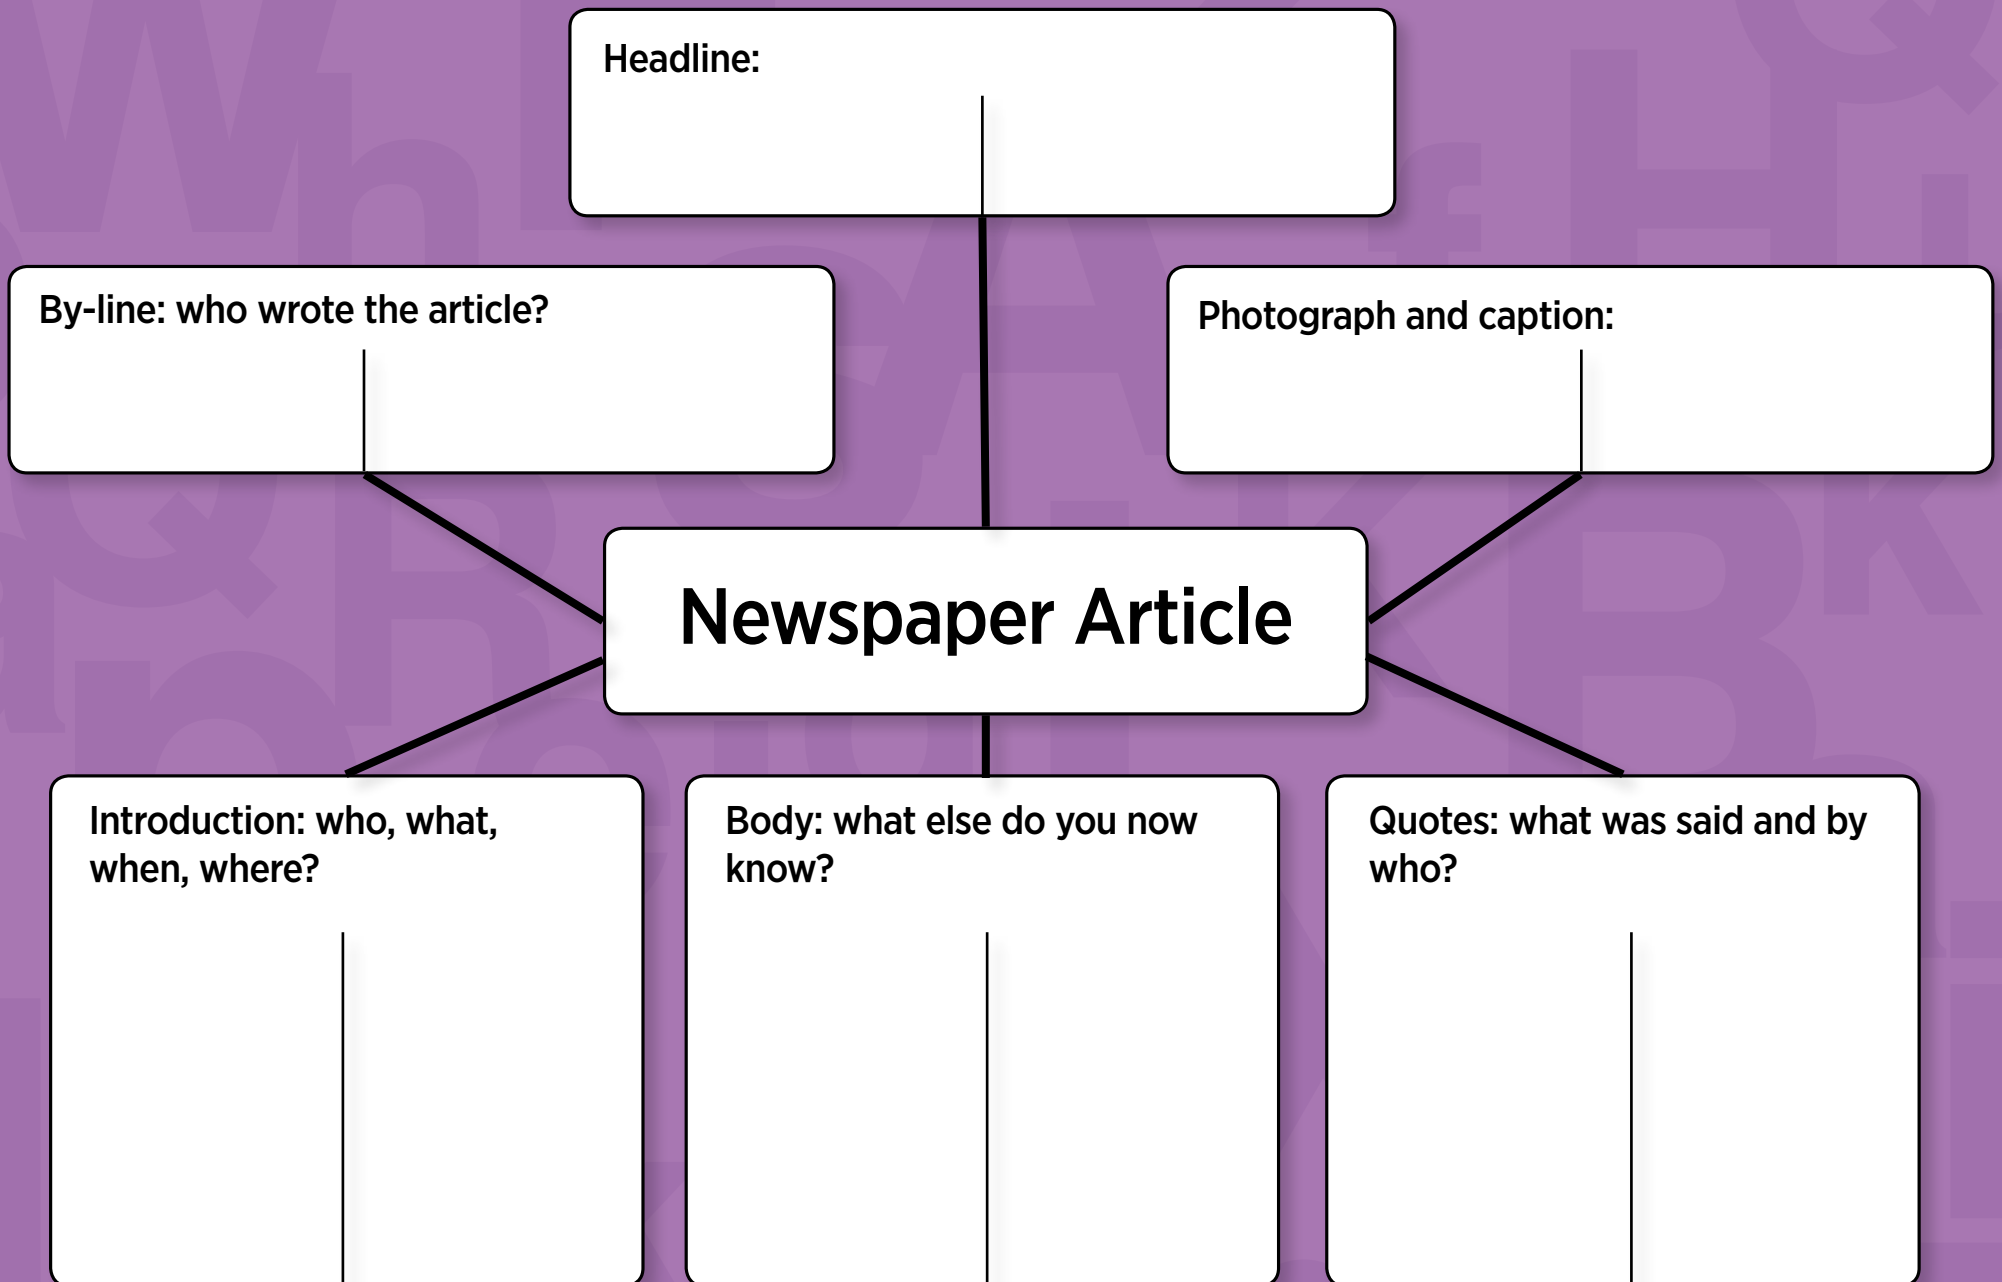 Headline:
By-line: who wrote the article?
Photograph and caption:
Newspaper Article
Introduction: who, what,
when, where?
Body: what else do you now
know?
Quotes: what was said and by
who?